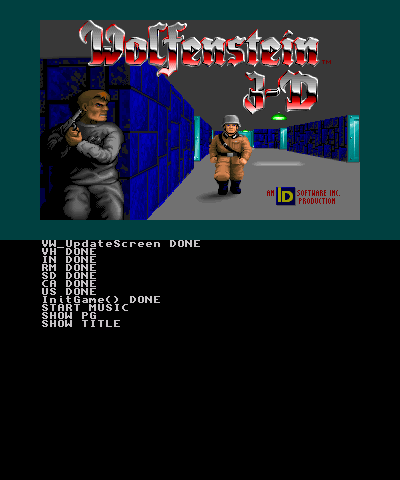 Wolfenstein™
3-D
AN iD SOFTWARE INC.
PRODUCTION
VW_UpdateScreen DONE
VH DONE
IN DONE
RM DONE
SD DONE
CA DONE
US DONE
InitGame() DONE
START MUSIC
SHOW PG
SHOW TITLE